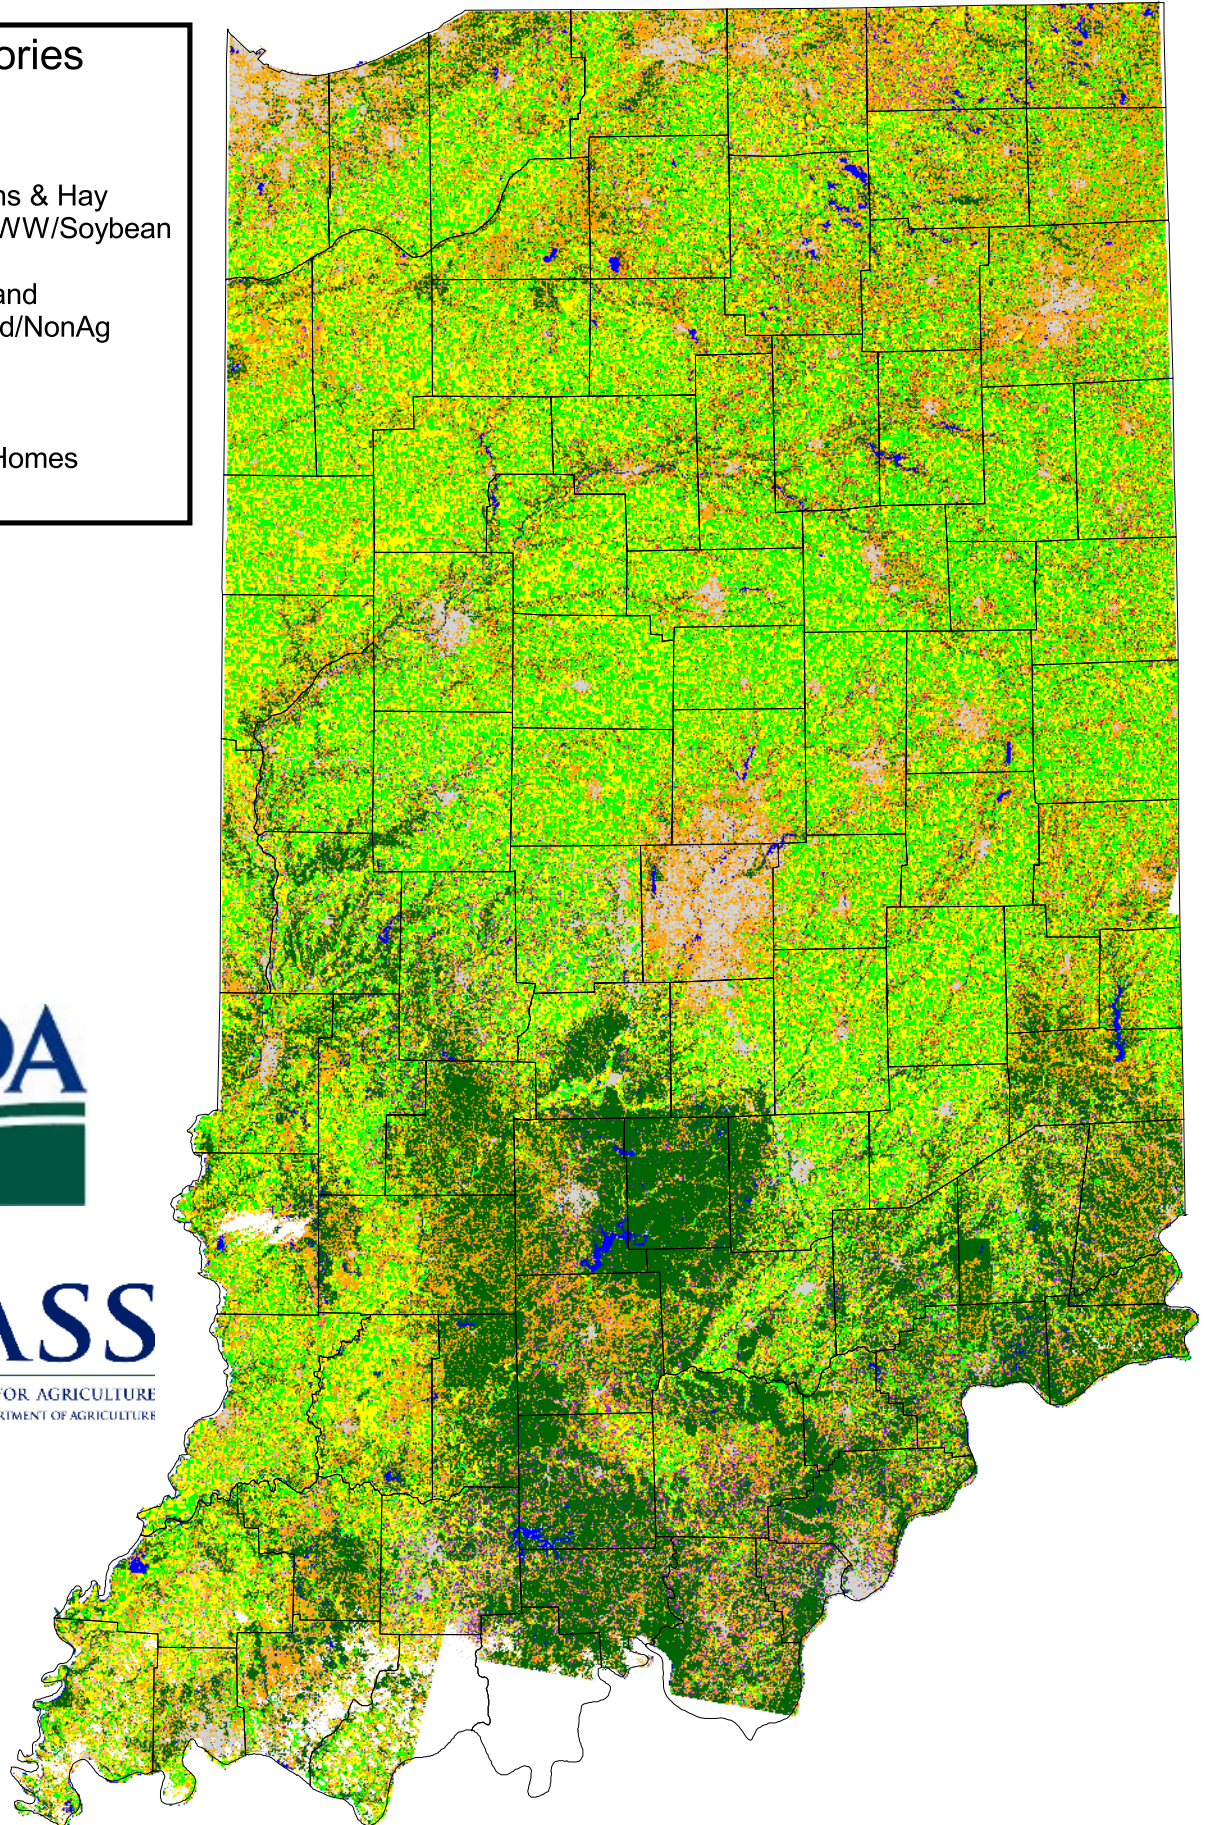 ories
ns & Hay
WW/Soybean
and
d/NonAg
Homes
DA
ASS
FOR AGRICULTURE
RTMENT OF AGRICULTURE